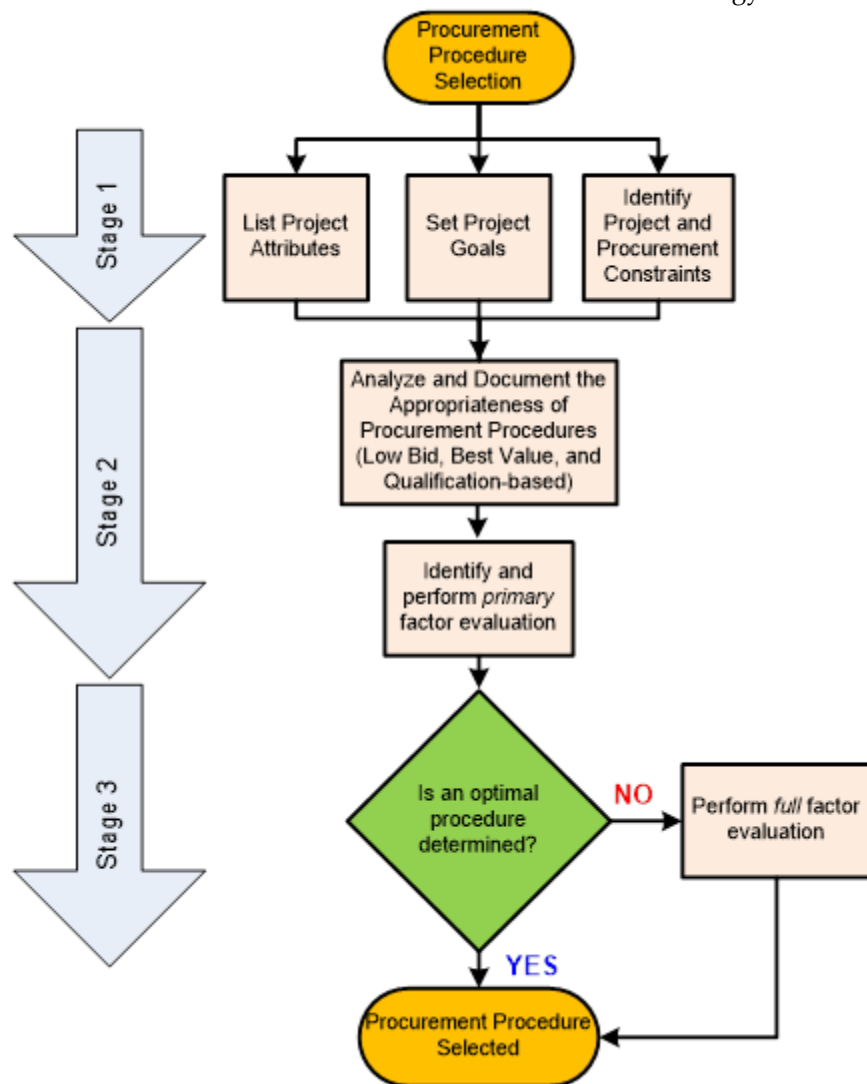 gy
Procurement
Procedure
Selection
Stage 1
List Project
Attributes
Set Project
Goals
Identify
Project and
Procurement
Constraints
Stage 2
Analyze and Document the
Appropriateness of
Procurement Procedures
(Low Bid, Best Value, and
Qualification-based)
Identify and
perform primary
factor evaluation
Stage 3
Is an optimal
procedure
determined?
NO
Perform full factor
evaluation
YES
Procurement Procedure
Selected